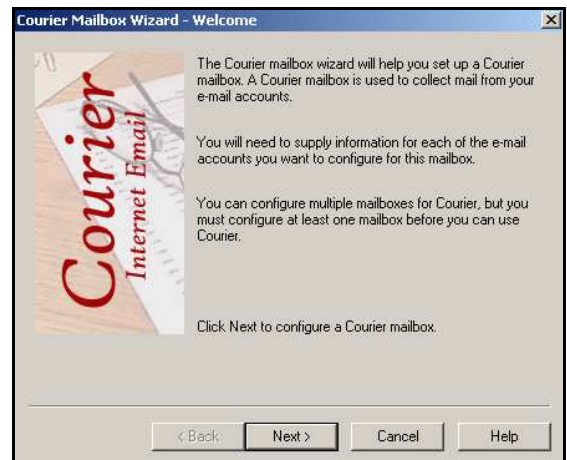 Courier Mailbox Wizard - Welcome
Courier
Internet Email
The Courier mailbox wizard will help you set up a Courier
mailbox. A Courier mailbox is used to collect mail from your
e-mail accounts.
You will need to supply information for each of the e-mail
accounts you want to configure for this mailbox.
You can configure multiple mailboxes for Courier, but you
must configure at least one mailbox before you can use
Courier.
Click Next to configure a Courier mailbox.
< Back
Next >
Cancel
Help